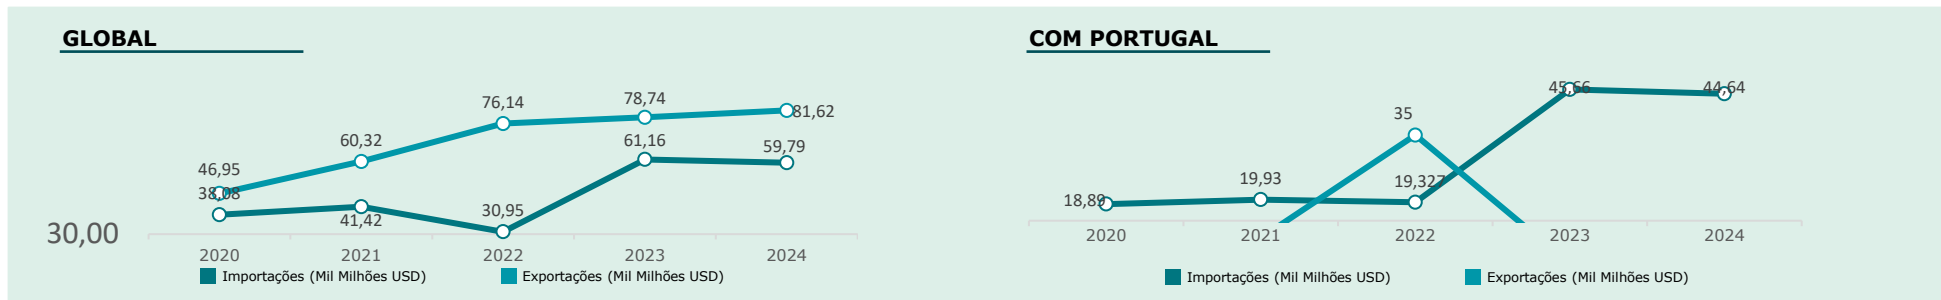 GLOBAL
76,14
78,74
81,62
60,32
61,16
59,79
46,95
38,08
41,42
30,95
30,00
2020 2021 2022 2023 2024
Importações (Mil Milhões USD) Exportações (Mil Milhões USD)
COM PORTUGAL
45,66
44,64
35
18,89
19,93
19,327
2020 2021 2022 2023 2024
Importações (Mil Milhões USD) Exportações (Mil Milhões USD)